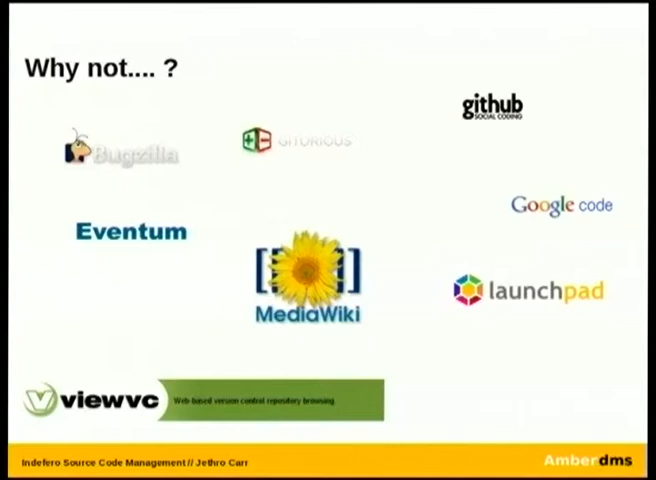 Why not.... ?
github
SOCIAL CODING
Bugzilla
GITORIOUS
Google code
Eventum
[[ ]]
MediaWiki
launchpad
viewvc
Web-based version control repository browsing
Indefero Source Code Management // Jethro Carr
Amberdms